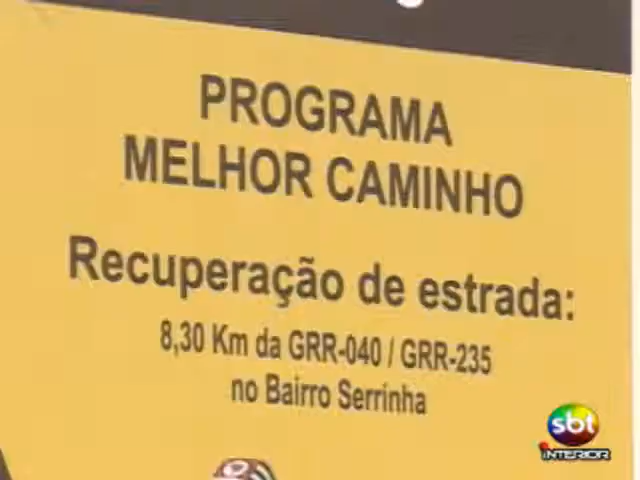 PROGRAMA
MELHOR CAMINHO
Recuperação de estrada:
8,30 Km da GRR-040 / GRR-235
no Bairro Serrinha
sbt
INTERIOR